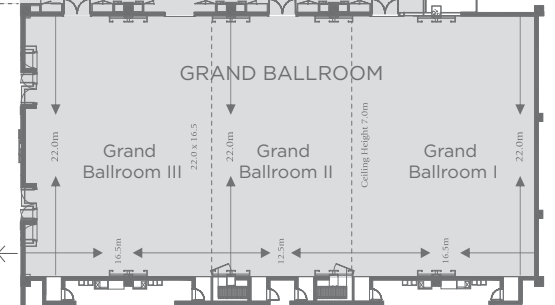 GRAND BALLROOM
22.0m
22.0 x 16.5
22.0m
Ceiling Height 7.0m
22.0m
Grand
Ballroom III
Grand
Ballroom II
Grand
Ballroom I
16.5m
12.5m
16.5m